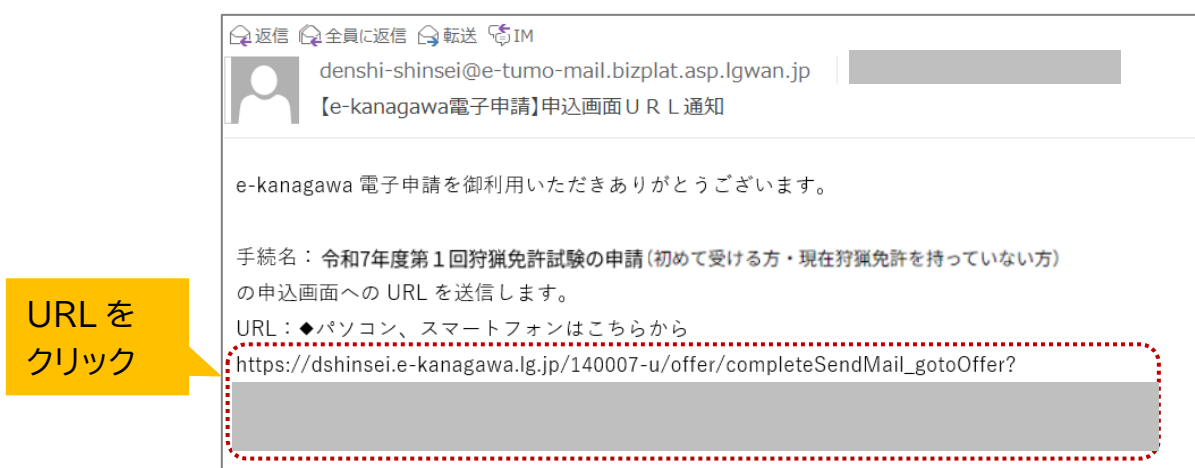 返信 全員に返信 転送 IM
denshi-shinsei@e-tumo-mail.bizplat.asp.lgwan.jp
【e-kanagawa電子申請】申込画面ＵＲＬ通知
e-kanagawa 電子申請を御利用いただきありがとうございます。
手続名：令和7年度第１回狩猟免許試験の申請(初めて受ける方・現在狩猟免許を持っていない方)
の申込画面への URL を送信します。
URL：◆パソコン、スマートフォンはこちらから
https://dshinsei.e-kanagawa.lg.jp/140007-u/offer/completeSendMail_gotoOffer?
URL を
クリック